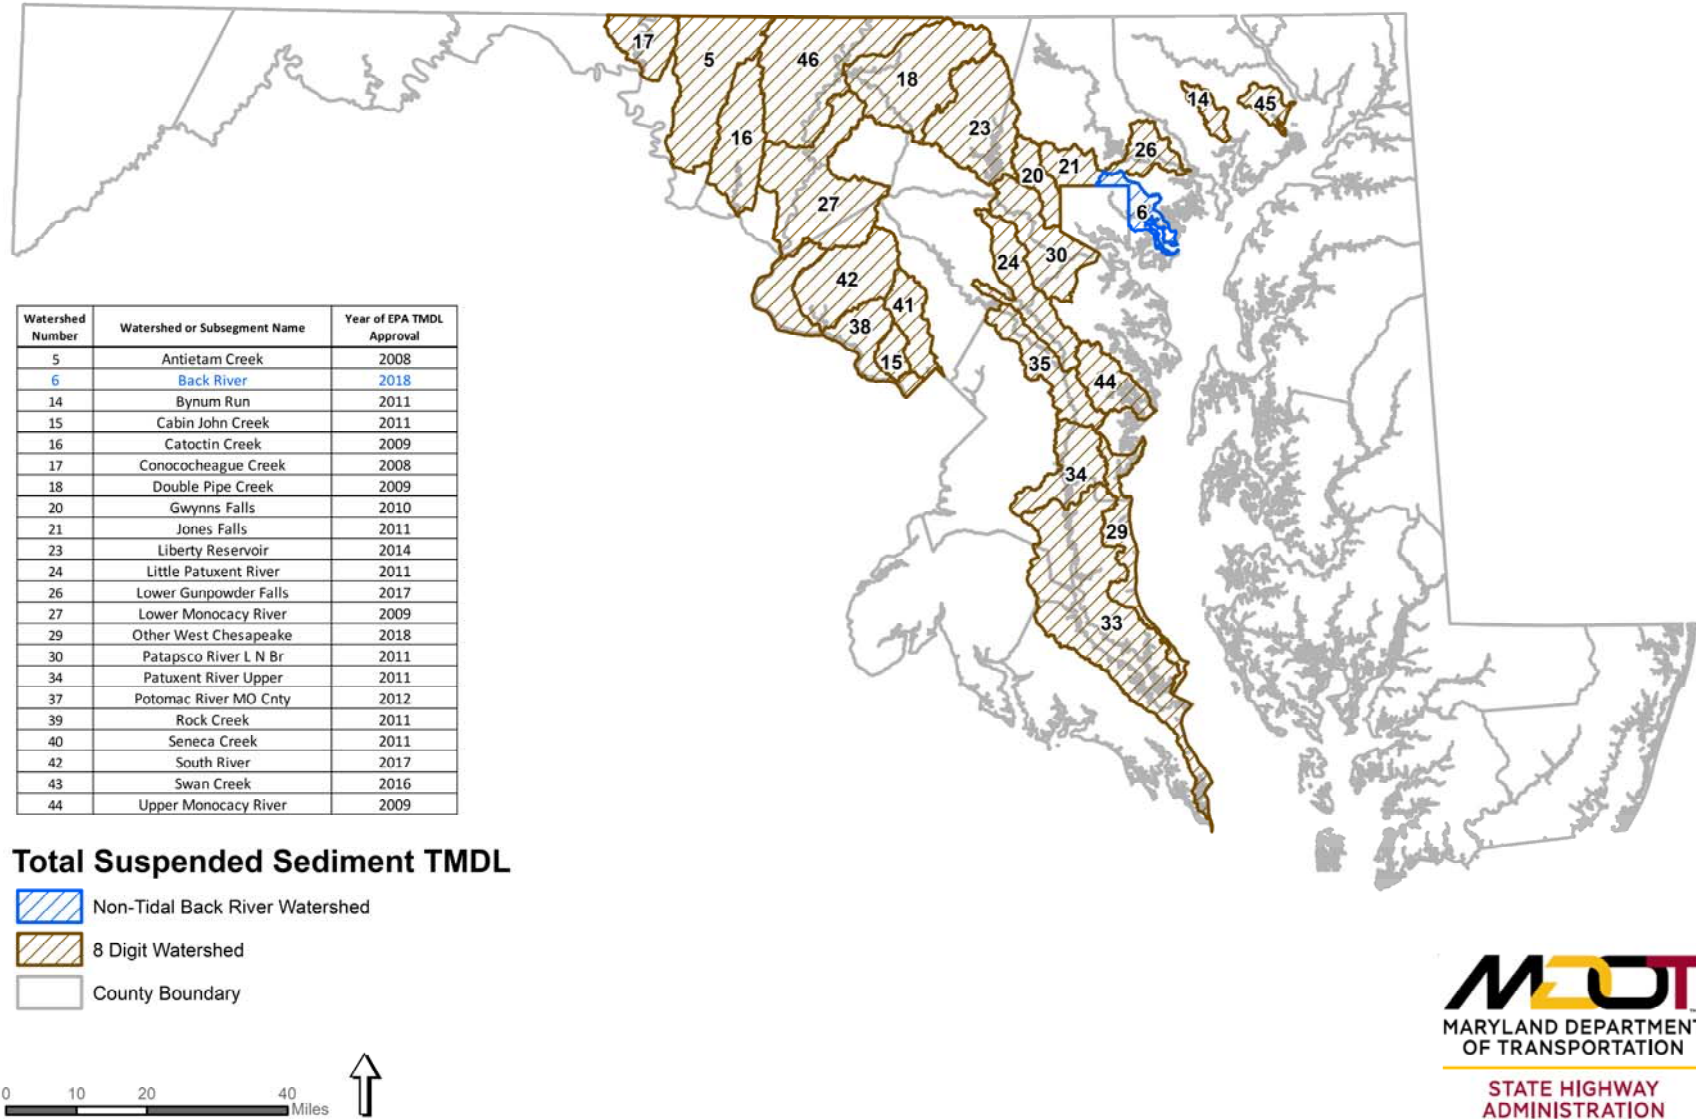 17
5
46
18
14
45
23
16
26
21
20
27
6
24
30
42
41
38
15
35
44
34
29
33
Watershed Number Watershed or Subsegment Name Year of EPA TMDL Approval
5 Antietam Creek 2008
6 Back River 2018
14 Bynum Run 2011
15 Cabin John Creek 2011
16 Catoctin Creek 2009
17 Conococheague Creek 2008
18 Double Pipe Creek 2009
20 Gwynns Falls 2010
21 Jones Falls 2011
23 Liberty Reservoir 2014
24 Little Patuxent River 2011
26 Lower Gunpowder Falls 2017
27 Lower Monocacy River 2009
29 Other West Chesapeake 2018
30 Patapsco River L N Br 2011
34 Patuxent River Upper 2011
37 Potomac River MO Cnty 2012
39 Rock Creek 2011
40 Seneca Creek 2011
42 South River 2017
43 Swan Creek 2016
44 Upper Monocacy River 2009
Total Suspended Sediment TMDL
Non-Tidal Back River Watershed
8 Digit Watershed
County Boundary
0 10 20 40
Miles
MDOT
MARYLAND DEPARTMENT
OF TRANSPORTATION
STATE HIGHWAY
ADMINISTRATION